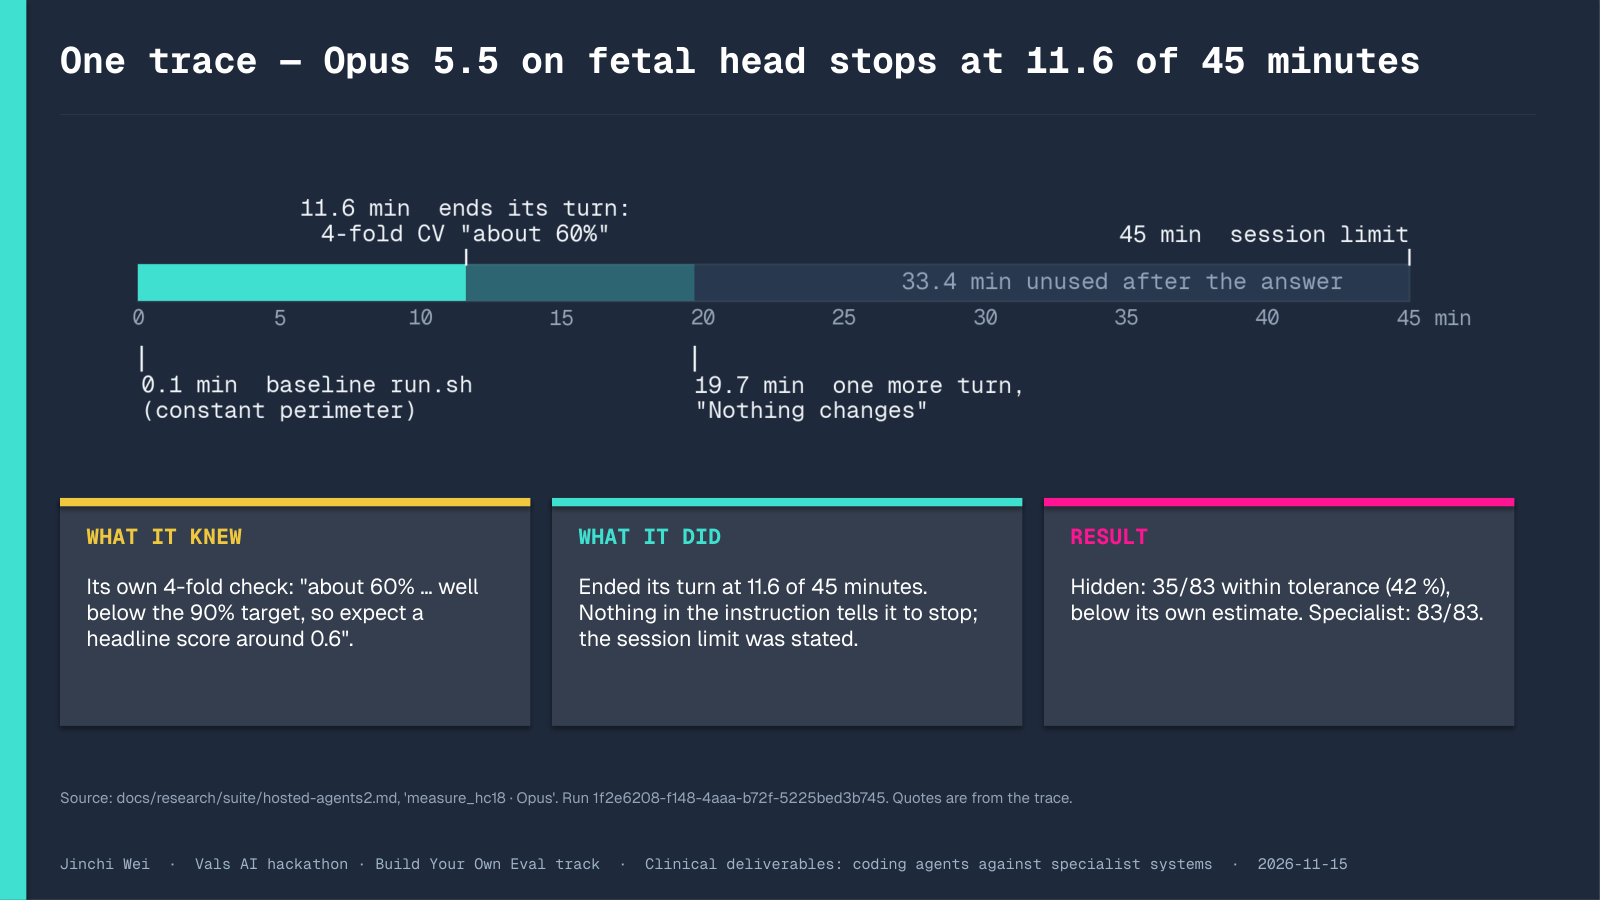 One trace — Opus 5.5 on fetal head stops at 11.6 of 45 minutes
11.6 min  ends its turn:
4-fold CV "about 60%"
45 min  session limit
33.4 min unused after the answer
0 5 10 15 20 25 30 35 40 45 min
0.1 min  baseline run.sh
(constant perimeter)
19.7 min  one more turn,
"Nothing changes"
WHAT IT KNEW
Its own 4-fold check: "about 60% … well
below the 90% target, so expect a
headline score around 0.6".
WHAT IT DID
Ended its turn at 11.6 of 45 minutes.
Nothing in the instruction tells it to stop;
the session limit was stated.
RESULT
Hidden: 35/83 within tolerance (42 %),
below its own estimate. Specialist: 83/83.
Source: docs/research/suite/hosted-agents2.md, 'measure_hc18 · Opus'. Run 1f2e6208-f148-4aaa-b72f-5225bed3b745. Quotes are from the trace.
Jinchi Wei · Vals AI hackathon · Build Your Own Eval track · Clinical deliverables: coding agents against specialist systems · 2026-11-15